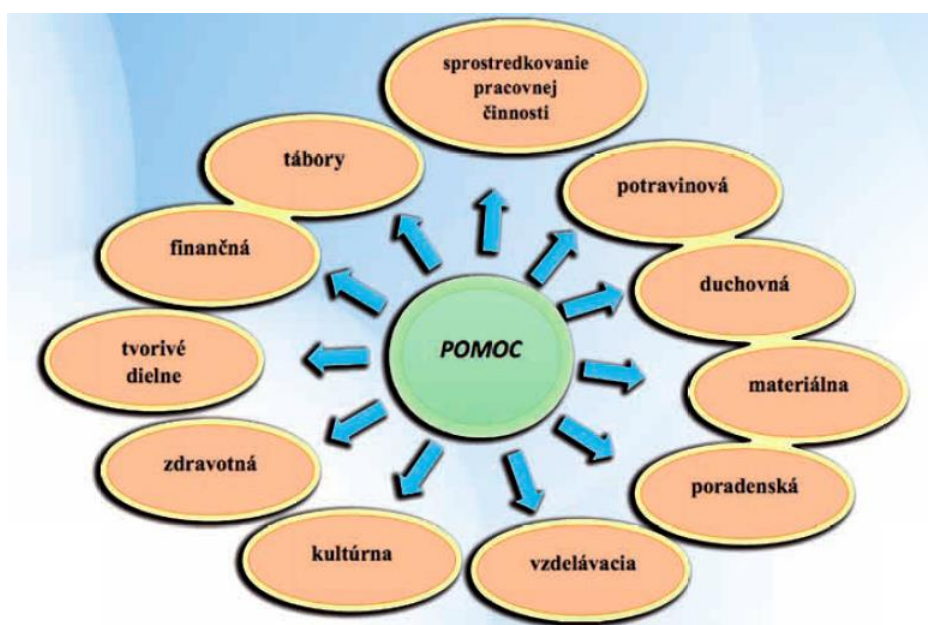 sprostredkovanie
pracovnej
činnosti
tábory
potravinová
finančná
duchovná
POMOC
tvorivé
dielne
materiálna
zdravotná
poradenská
kultúrna
vzdelávacia